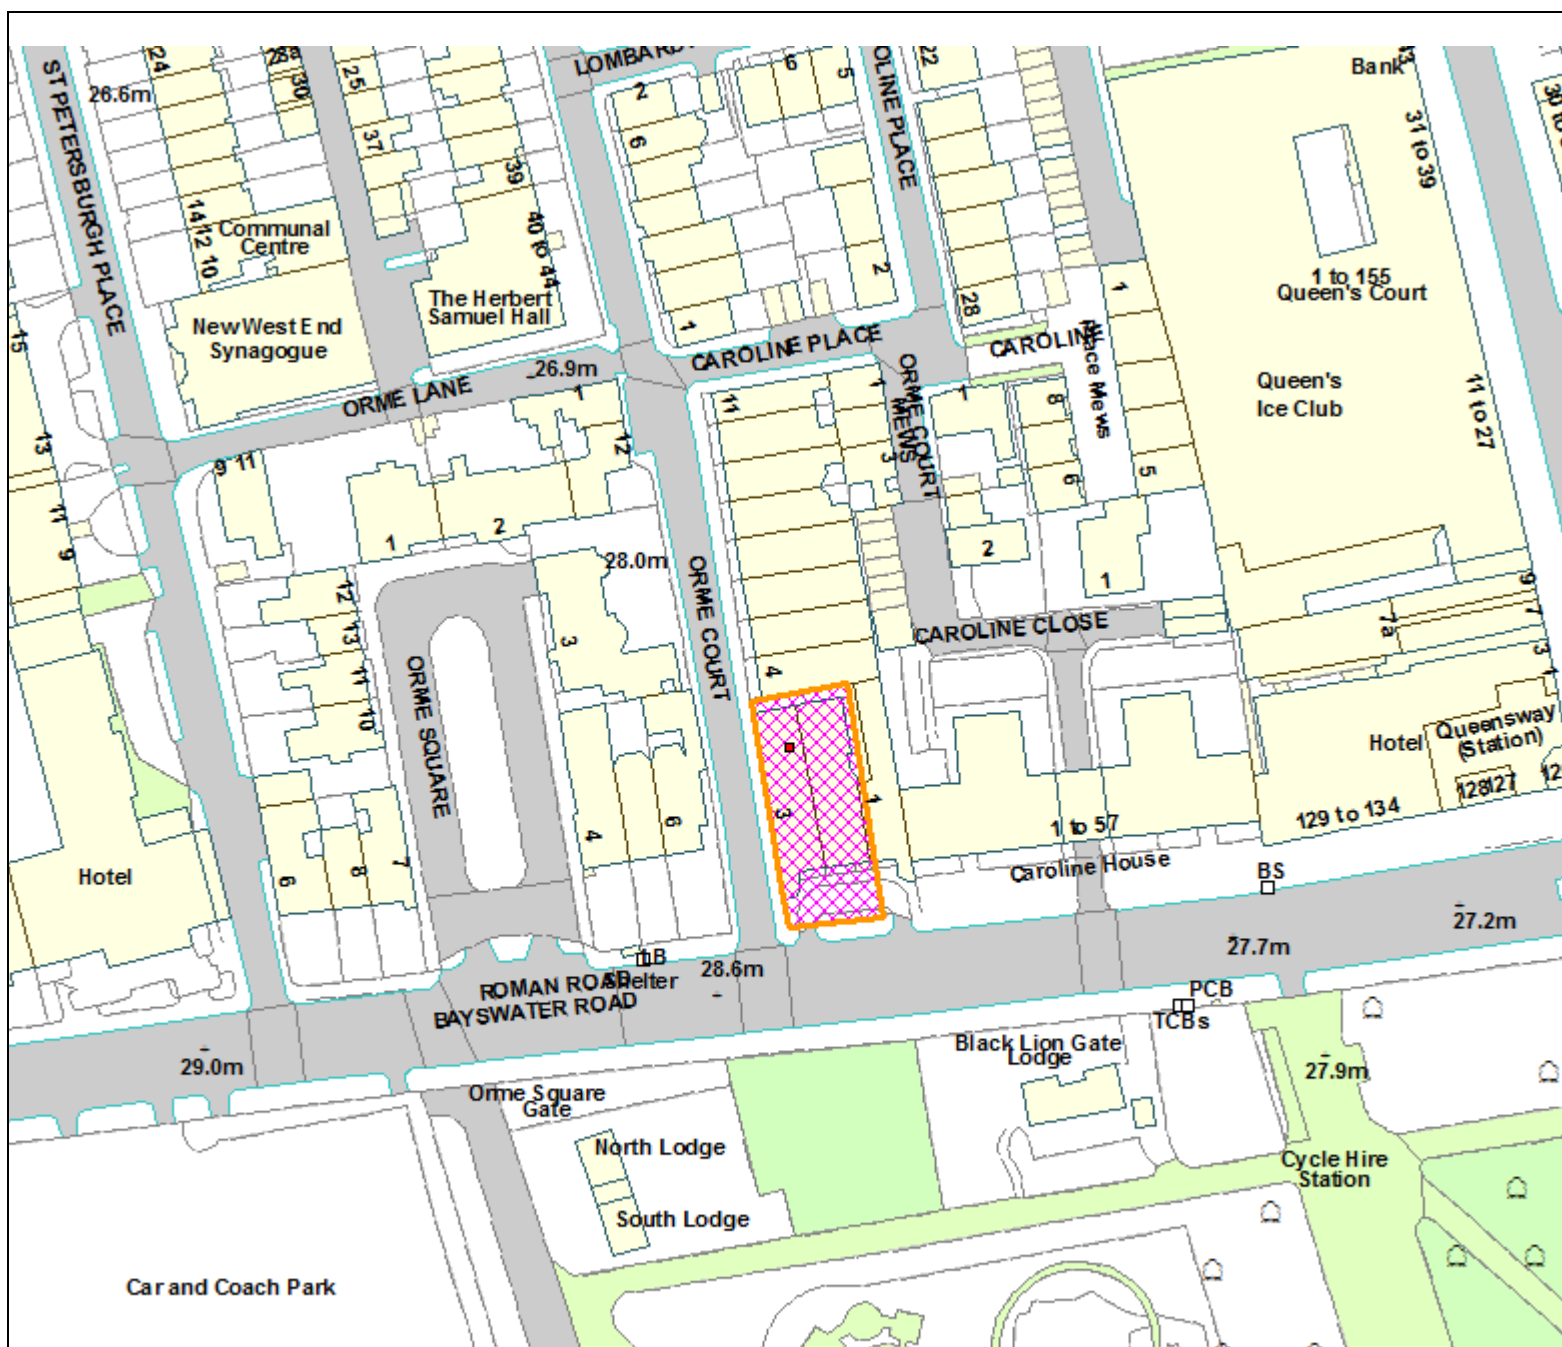 LOMBARD
24
26.6m
30
25
2
6
5
22
OLINE PLACE
Bank
ST PETERSBURGH PLACE
37
6
39
31 to 39
14 12 10
Communal
Centre
40 to 44
2
1
1 to 155
Queen's Court
28
The Herbert
Samuel Hall
New West End
Synagogue
15
1
CAROLINE PLACE
CAROLINE
Place Mews
26.9m
ORME LANE
1
11
1
ORME COURT
MEWS
1
8
Queen's
Ice Club
11 to 27
13
9 11
12
3
6
5
11
9
1
2
28.0m
2
1
12
13
11
10
3
ORME COURT
4
CAROLINE CLOSE
7a
9
7
3
1
ORME SQUARE
Hotel
Queensway
(Station)
128
127
129 to 134
3
1
1 to 57
Caroline House
BS
4
6
6
8
7
Hotel
27.2m
27.7m
LB
Shelter
28.6m
ROMAN ROAD
BAYSWATER ROAD
PCB
TCBs
29.0m
Black Lion Gate
Lodge
27.9m
Orme Square
Gate
North Lodge
Cycle Hire
Station
South Lodge
Car and Coach Park